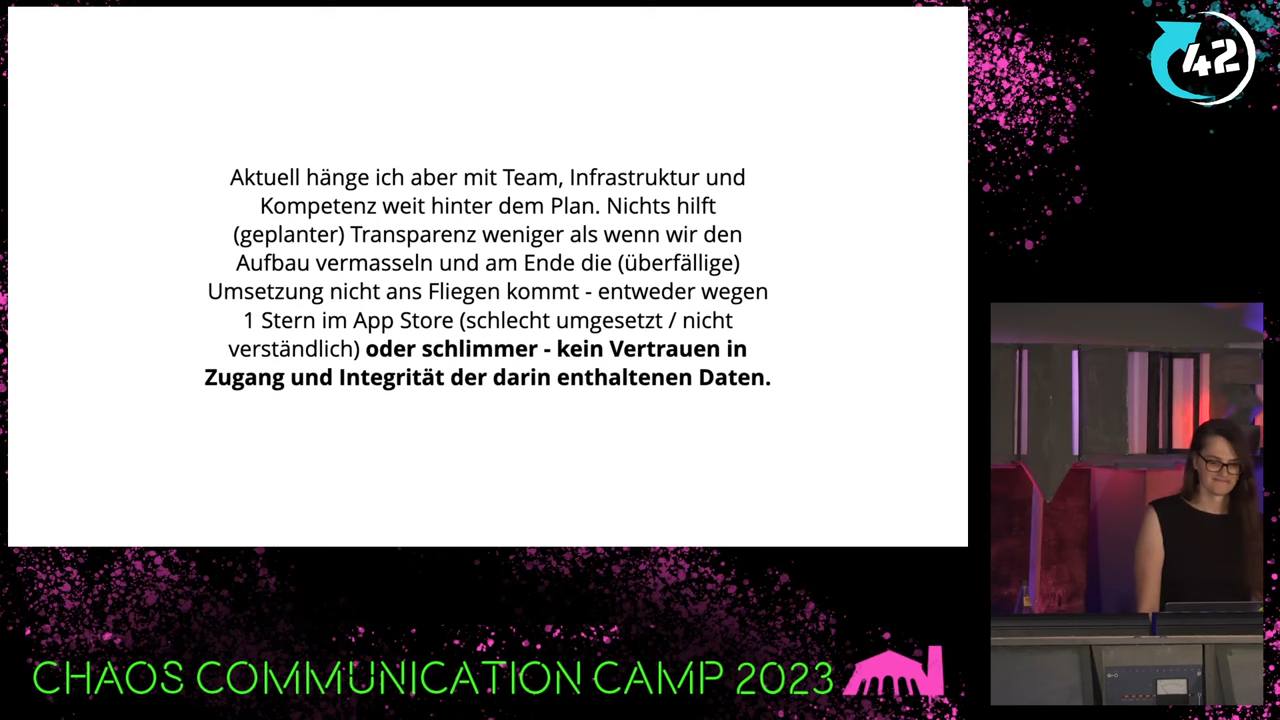 42
Aktuell hänge ich aber mit Team, Infrastruktur und
Kompetenz weit hinter dem Plan. Nichts hilft
(geplanter) Transparenz weniger als wenn wir den
Aufbau vermasseln und am Ende die (überfällige)
Umsetzung nicht ans Fliegen kommt - entweder wegen
1 Stern im App Store (schlecht umgesetzt / nicht
verständlich) oder schlimmer - kein Vertrauen in
Zugang und Integrität der darin enthaltenen Daten.
CHAOS COMMUNICATION CAMP 2023